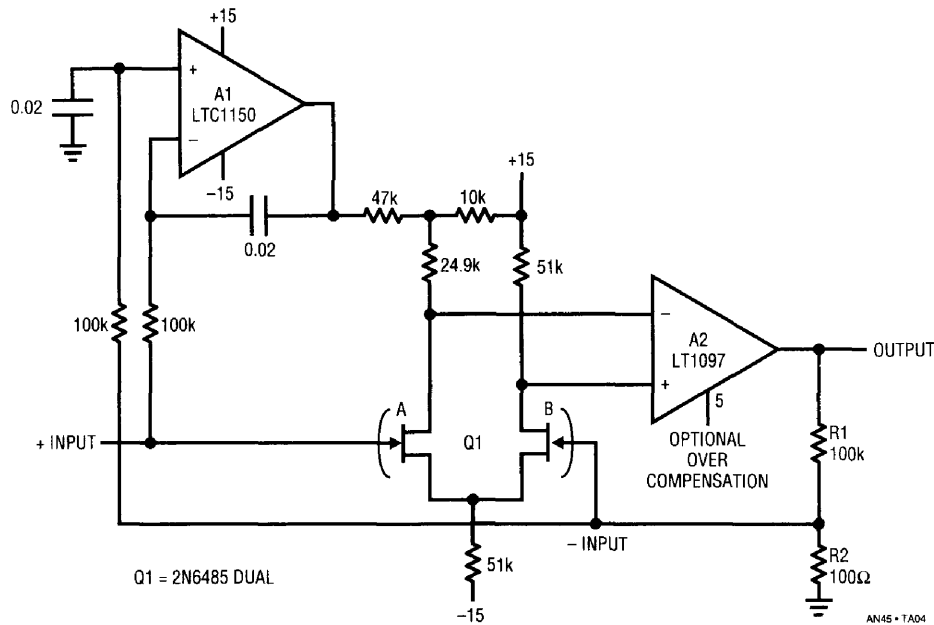 +15
+
A1
LTC1150
−
−15
0.02
0.02
47k
10k
+15
24.9k
51k
100k
100k
−
A2
LT1097
+
5
OUTPUT
OPTIONAL
OVER
COMPENSATION
+ INPUT
A
Q1
B
R1
100k
− INPUT
51k
−15
R2
100Ω
Q1 = 2N6485 DUAL
AN45 • TA04